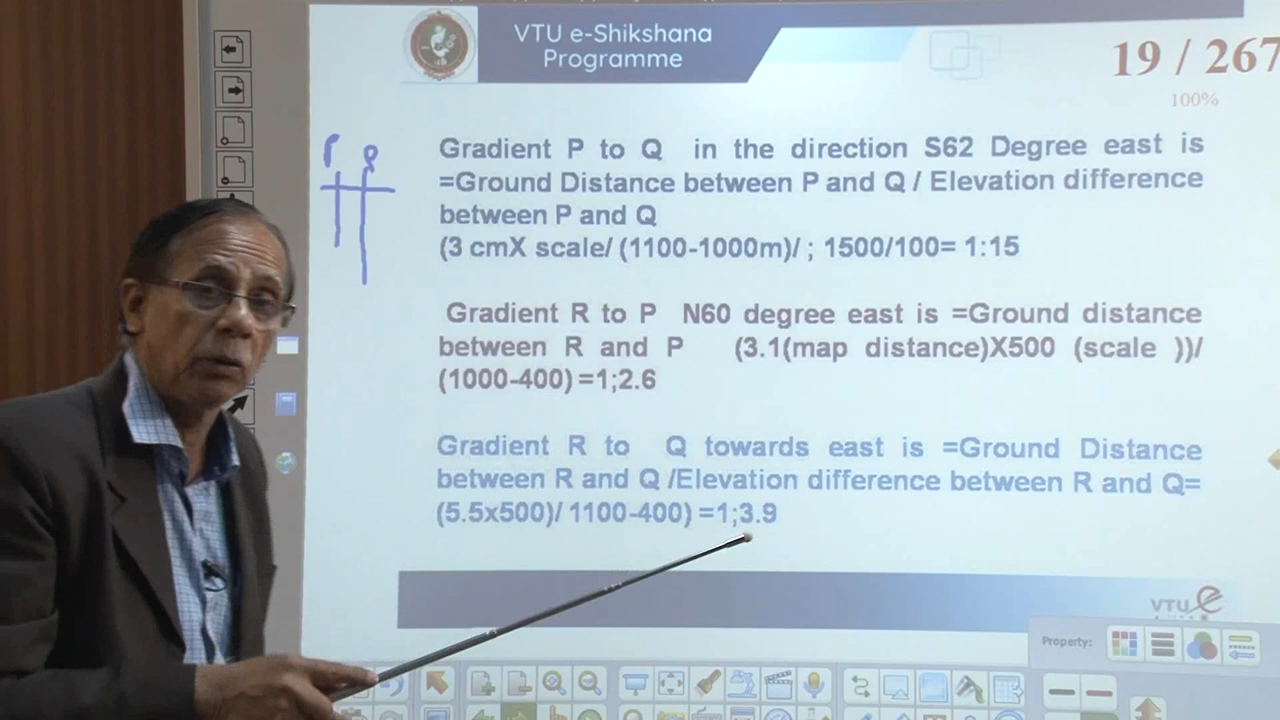 VTU e-Shikshana
Programme
19 / 267
100%
P Q
Gradient P to Q in the direction S62 Degree east is
=Ground Distance between P and Q / Elevation difference
between P and Q
(3 cmX scale/ (1100-1000m)/ ; 1500/100= 1:15
Gradient R to P N60 degree east is =Ground distance
between R and P (3.1(map distance)X500 (scale ))/
(1000-400) =1;2.6
Gradient R to Q towards east is =Ground Distance
between R and Q /Elevation difference between R and Q=
(5.5x500)/ 1100-400) =1;3.9
VTU e
Property: